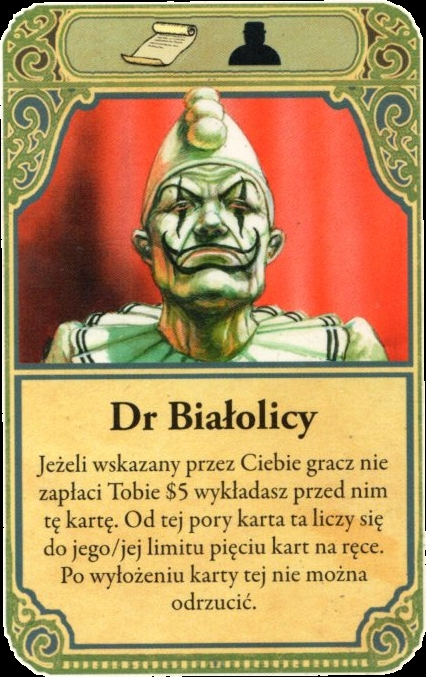 Dr Białolicy
Jeżeli wskazany przez Ciebie gracz nie
zapłaci Tobie $5 wykładasz przed nim
tę kartę. Od tej pory karta ta liczy się
do jego/jej limitu pięciu kart na ręce.
Po wyłożeniu karty tej nie można
odrzucić.